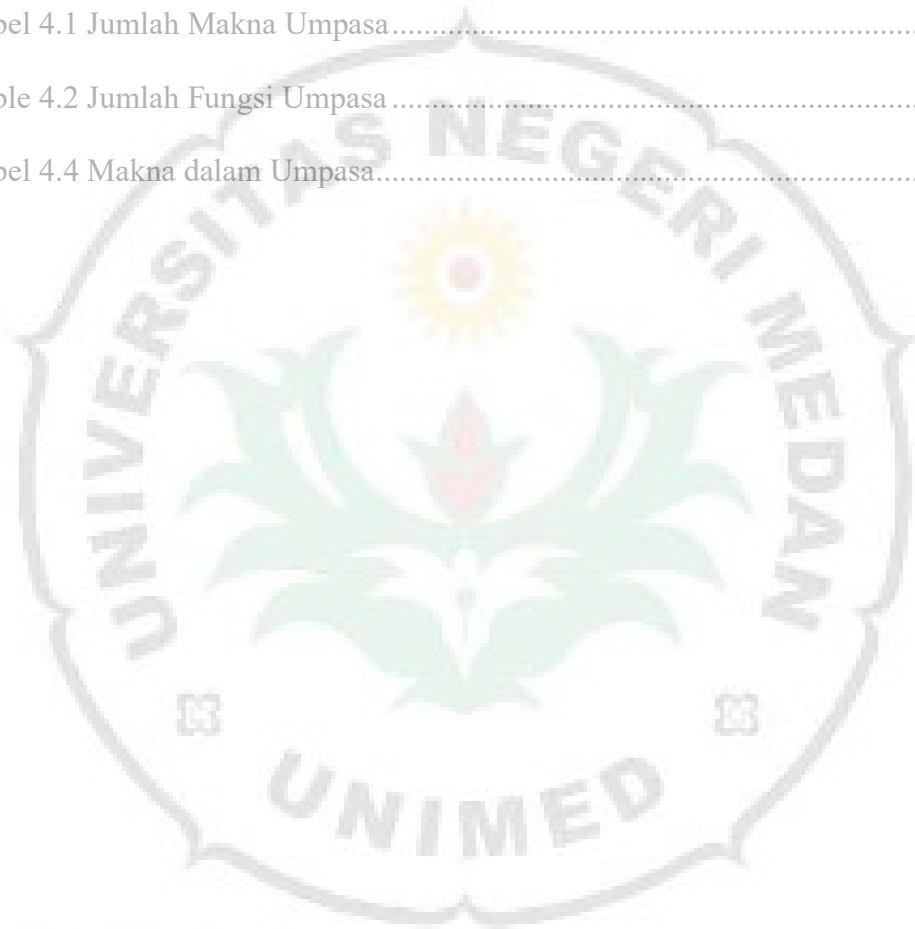 bel 4.1 Jumlah Makna Umpasa........................................................................
ble 4.2 Jumlah Fungsi Umpasa........................................................................
bel 4.4 Makna dalam Umpasa........................................................................
UNIVERSITAS NEGERI MEDAN
UNIMED